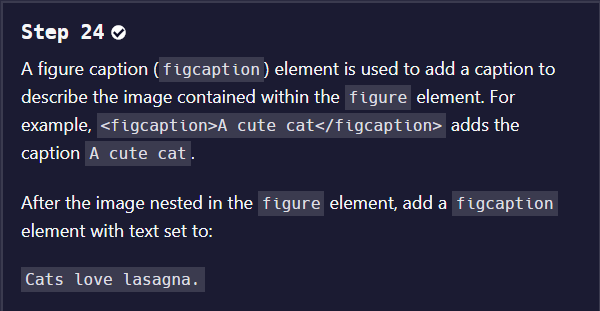 Step 24
A figure caption (figcaption) element is used to add a caption to
describe the image contained within the figure element. For
example, <figcaption>A cute cat</figcaption> adds the
caption A cute cat.
After the image nested in the figure element, add a figcaption
element with text set to:
Cats love lasagna.